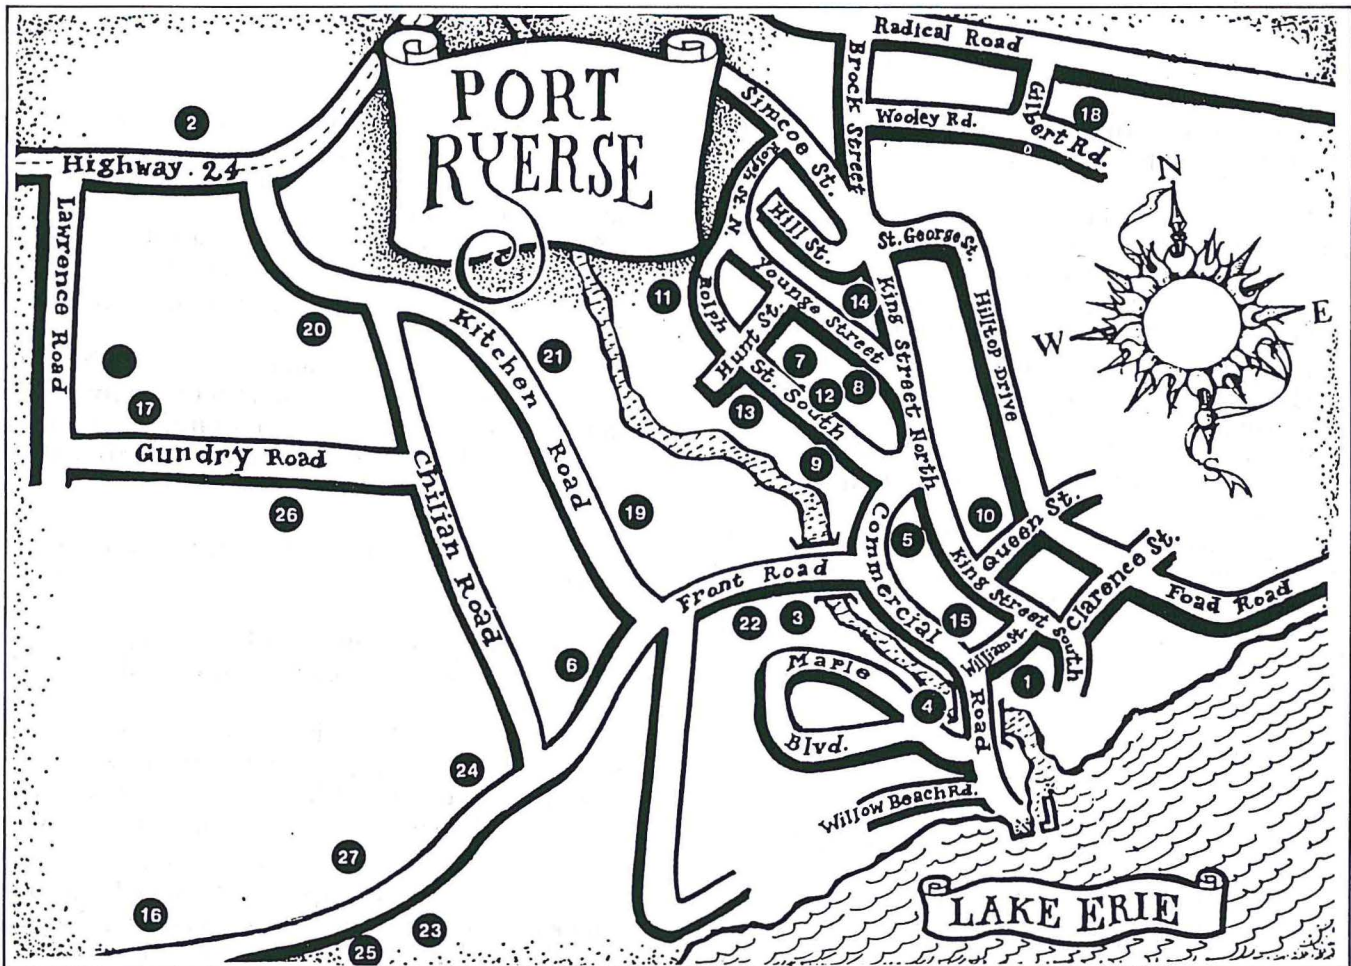 PORT
RYERSE
Radical Road
Brock Street
Simcoe St.
Wooley Rd.
Gilbert Rd.
18
2
Highway 24
Lawrence Road
Rolph St. N
Hill St.
St. George St.
N
E
W
S
Younge Street
King Street North
Hilltop Drive
11
14
Rolph St. South
Hunt St.
20
Kitchen Road
21
7
12
8
17
13
Gundry Road
9
Chilian Road
26
19
10
Queen St.
5
Commercial Road
King Street South
Clarence St.
Foad Road
Front Road
22
3
15
William St.
6
Maple Blvd.
4
1
24
Willow Beach Rd.
27
16
23
25
LAKE ERIE